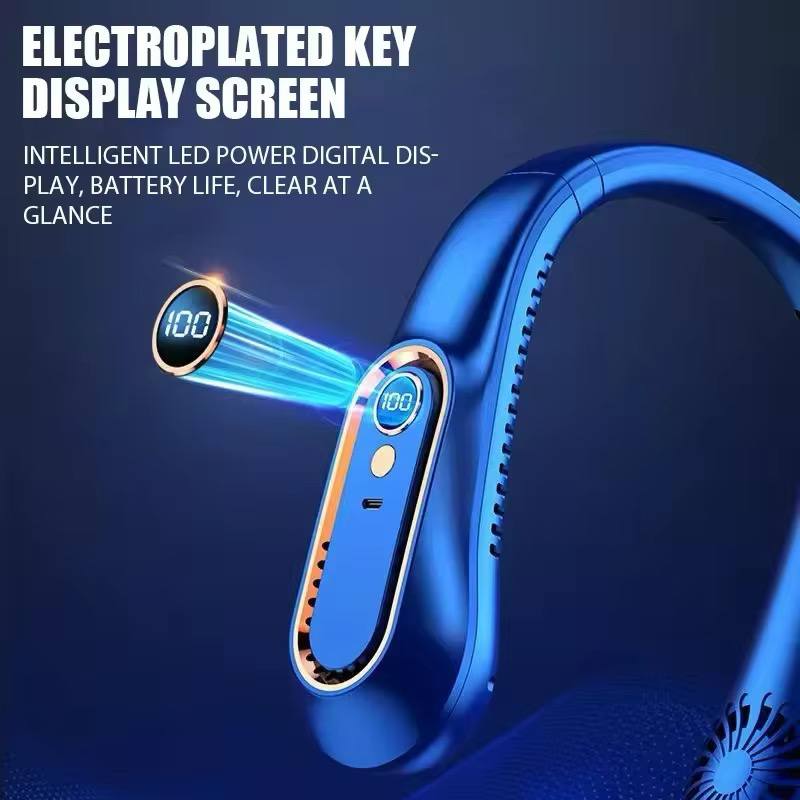 ELECTROPLATED KEY
DISPLAY SCREEN
INTELLIGENT LED POWER DIGITAL DIS-
PLAY, BATTERY LIFE, CLEAR AT A
GLANCE
100
100